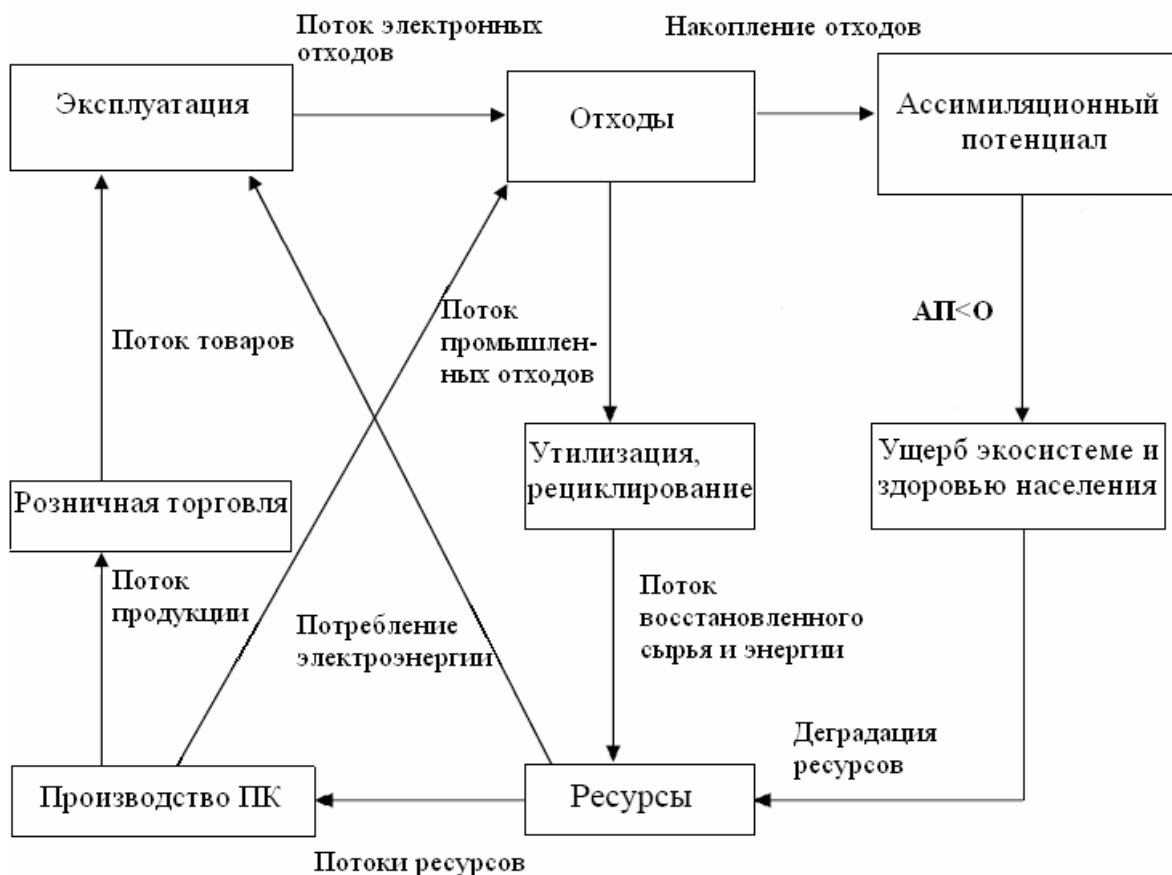 Поток электронных
отходов
Накопление отходов
Эксплуатация
Отходы
Ассимиляционный
потенциал
Поток
промышлен-
ных отходов
АП<О
Поток товаров
Утилизация,
рециклирование
Ущерб экосистеме и
здоровью населения
Розничная торговля
Поток
продукции
Потребление
электроэнергии
Поток
восстановленного
сырья и энергии
Деградация
ресурсов
Производство ПК
Ресурсы
Потоки ресурсов